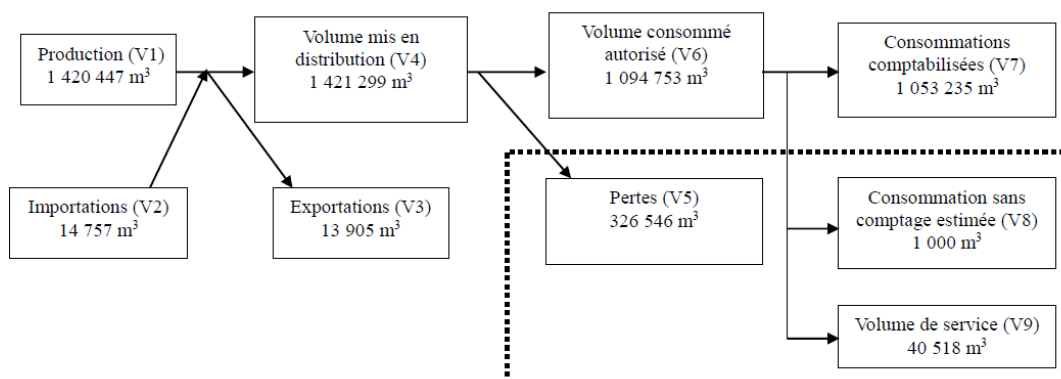 Production (V1)
1 420 447 m³
Volume mis en
distribution (V4)
1 421 299 m³
Volume consommé
autorisé (V6)
1 094 753 m³
Consommations
comptabilisées (V7)
1 053 235 m³
Importations (V2)
14 757 m³
Exportations (V3)
13 905 m³
Pertes (V5)
326 546 m³
Consommation sans
comptage estimée (V8)
1 000 m³
Volume de service (V9)
40 518 m³